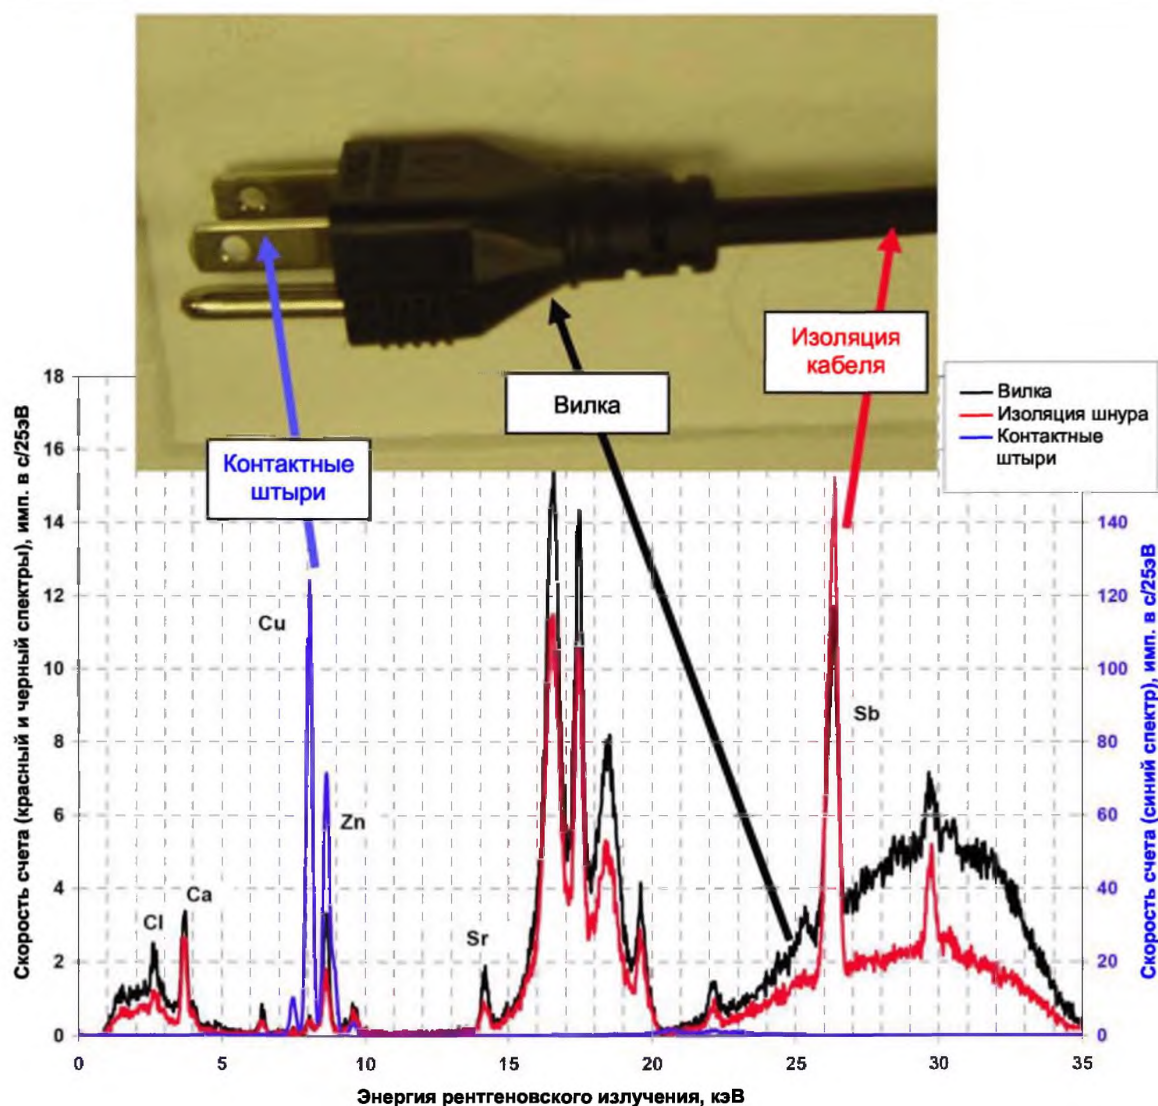 Изоляция
кабеля
Вилка
Контактные
штыри
Вилка
Изоляция шнура
Контактные
штыри
Скорость счета (красный и черный спектры), имп. в с/25эВ
18
16
14
12
10
8
6
4
2
0
Cl
Ca
Cu
Zn
Sr
Sb
140
120
100
80
60
40
20
0
Скорость счета (синий спектр), имп. в с/25эВ
0 5 10 15 20 25 30 35
Энергия рентгеновского излучения, кэВ